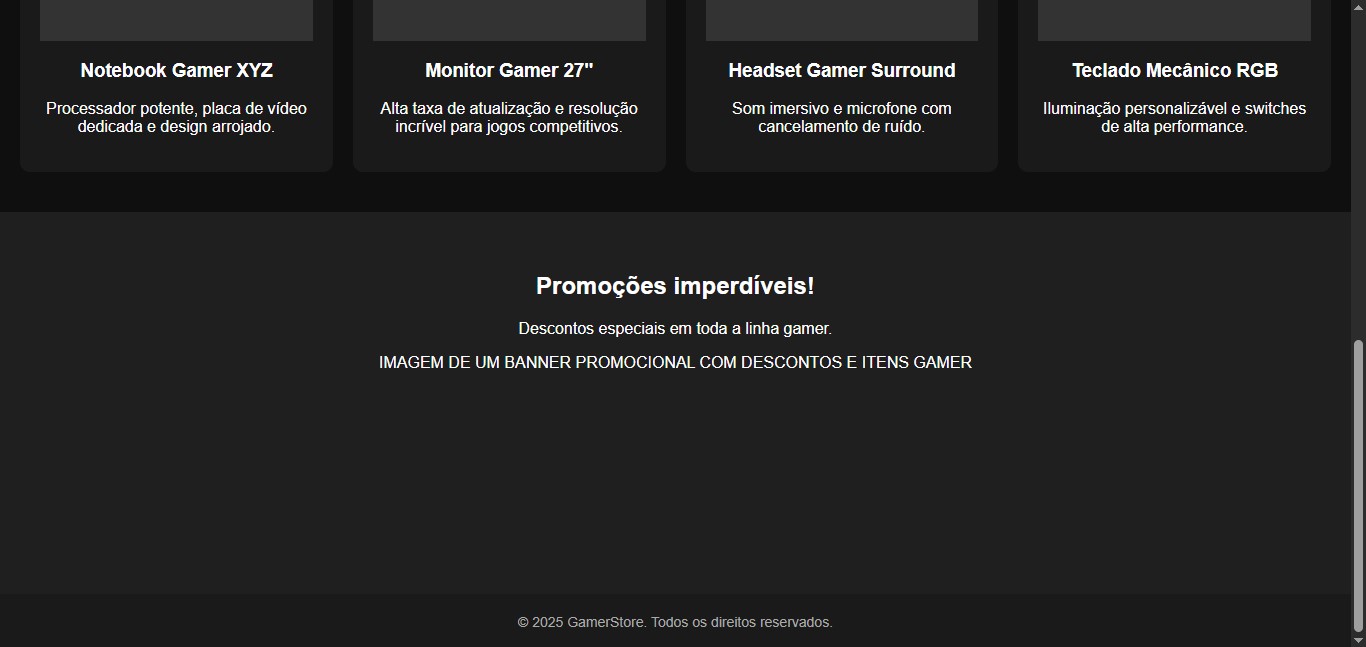 Notebook Gamer XYZ
Processador potente, placa de vídeo
dedicada e design arrojado.
Monitor Gamer 27"
Alta taxa de atualização e resolução
incrível para jogos competitivos.
Headset Gamer Surround
Som imersivo e microfone com
cancelamento de ruído.
Teclado Mecânico RGB
Iluminação personalizável e switches
de alta performance.
Promoções imperdíveis!
Descontos especiais em toda a linha gamer.
IMAGEM DE UM BANNER PROMOCIONAL COM DESCONTOS E ITENS GAMER
© 2025 GamerStore. Todos os direitos reservados.